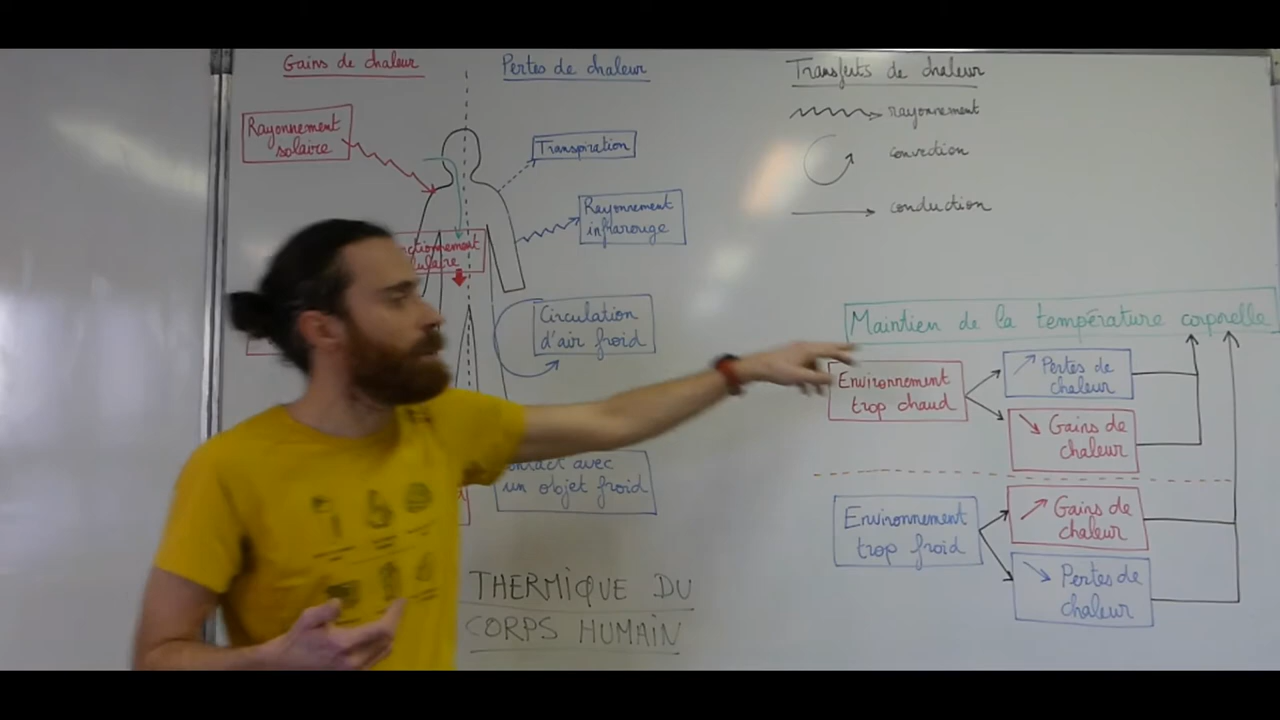 Gains de chaleur
Pertes de chaleur
Transferts de chaleur
rayonnement
convection
conduction
Rayonnement
solaire
Transpiration
Rayonnement
infrarouge
Circulation
d'air froid
un objet froid
THERMIQUE DU
CORPS HUMAIN
Maintien de la température corporelle
Environnement
trop chaud
↗ Pertes de
chaleur
↘ Gains de
chaleur
Environnement
trop froid
↗ Gains de
chaleur
↘ Pertes de
chaleur